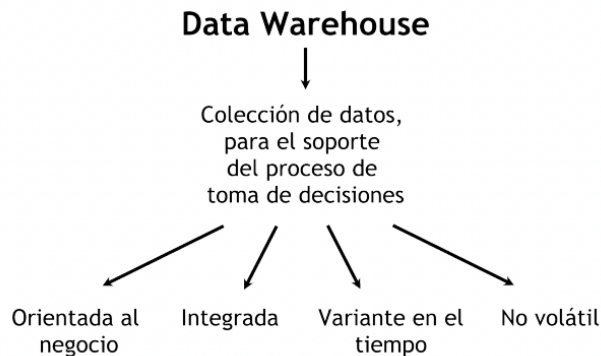 Data Warehouse
Colección de datos,
para el soporte
del proceso de
toma de decisiones
Orientada al
negocio
Integrada
Variante en el
tiempo
No volátil